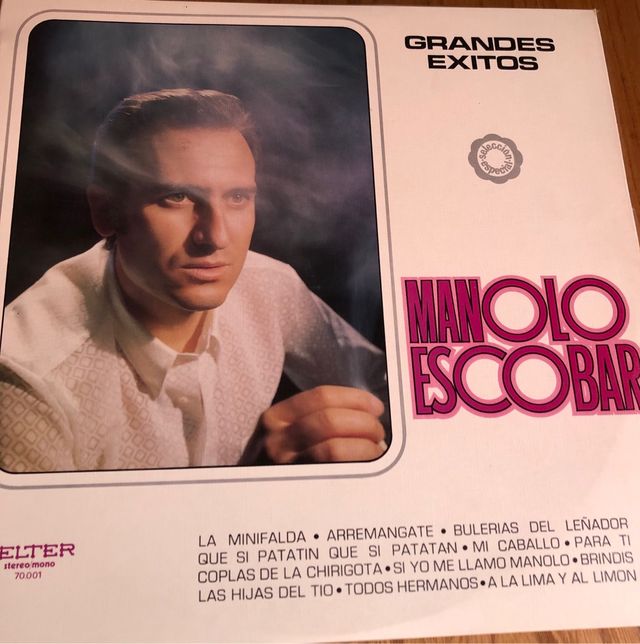 GRANDES
EXITOS
seleccion
especial
MANOLO
ESCOBAR
LA MINIFALDA • ARREMANGATE • BULERIAS DEL LEÑADOR
QUE SI PATATIN QUE SI PATATAN • MI CABALLO • PARA TI
COPLAS DE LA CHIRIGOTA • SI YO ME LLAMO MANOLO • BRINDIS
LAS HIJAS DEL TIO • TODOS HERMANOS • A LA LIMA Y AL LIMON
ELTER
stereo/mono
70.001